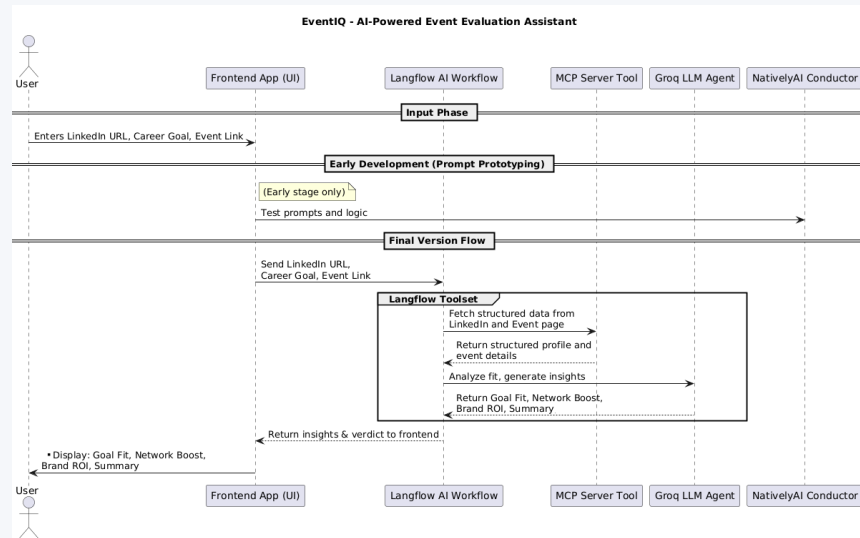 EventIQ - AI-Powered Event Evaluation Assistant
User
Frontend App (UI)
Langflow AI Workflow
MCP Server Tool
Groq LLM Agent
NativelyAI Conductor
Input Phase
Enters LinkedIn URL, Career Goal, Event Link
Early Development (Prompt Prototyping)
(Early stage only)
Test prompts and logic
Final Version Flow
Send LinkedIn URL,
Career Goal, Event Link
Langflow Toolset
Fetch structured data from
LinkedIn and Event page
Return structured profile and
event details
Analyze fit, generate insights
Return Goal Fit, Network Boost,
Brand ROI, Summary
Return insights & verdict to frontend
• Display: Goal Fit, Network Boost,
Brand ROI, Summary
User
Frontend App (UI)
Langflow AI Workflow
MCP Server Tool
Groq LLM Agent
NativelyAI Conductor